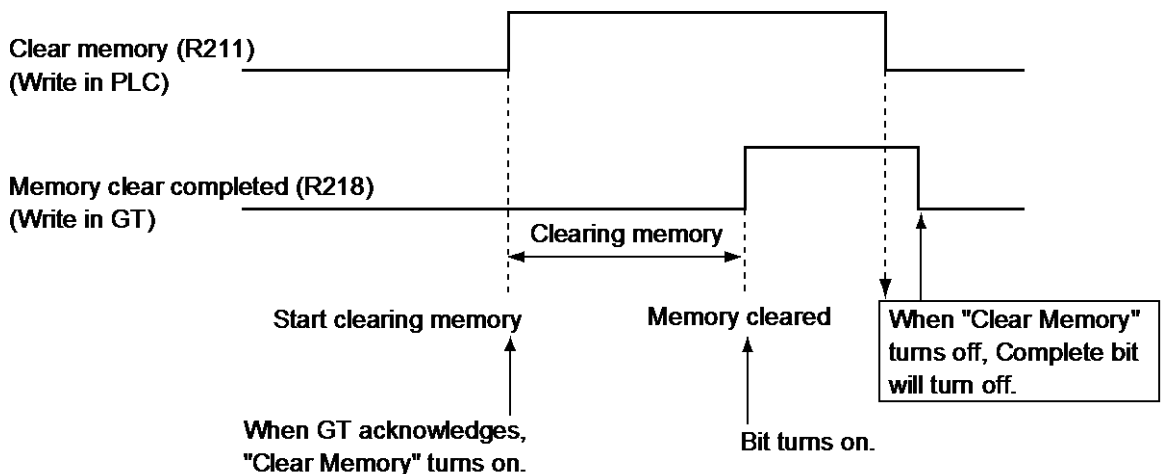 Clear memory (R211)
(Write in PLC)
Memory clear completed (R218)
(Write in GT)
Clearing memory
Start clearing memory
Memory cleared
When "Clear Memory"
turns off, Complete bit
will turn off.
When GT acknowledges,
"Clear Memory" turns on.
Bit turns on.